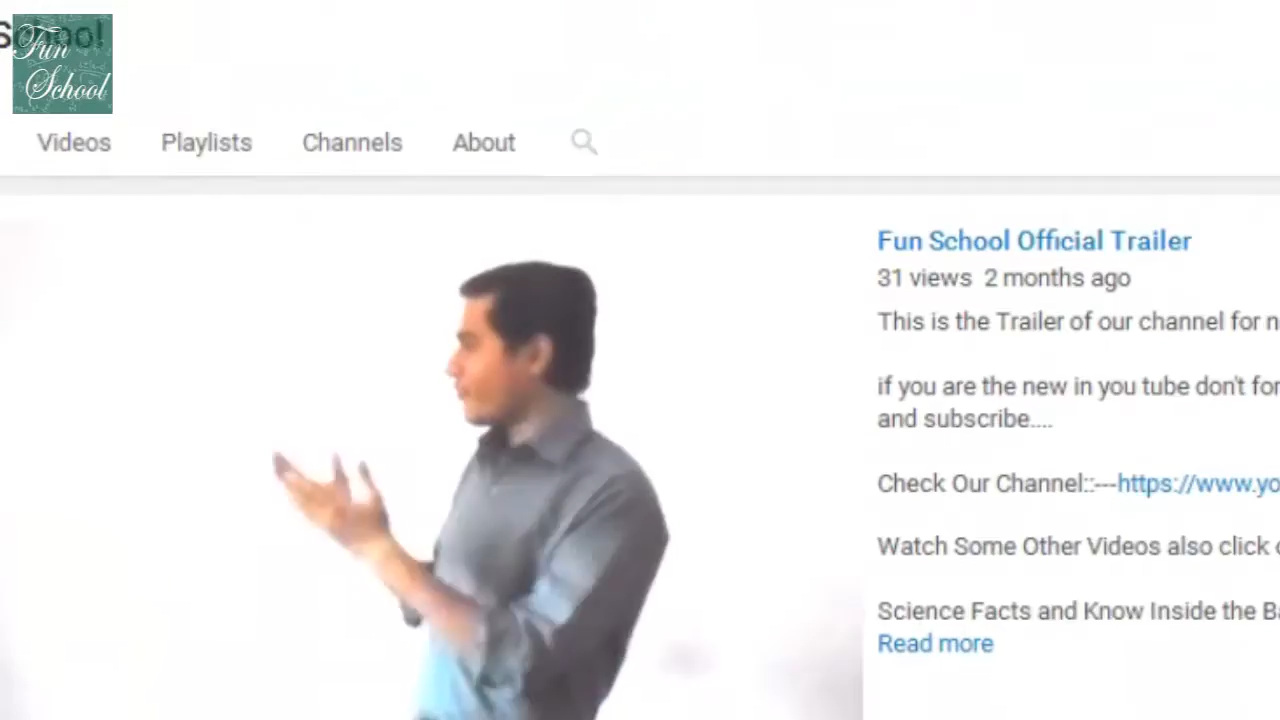 School
Fun
School
Videos Playlists Channels About
Fun School Official Trailer
31 views 2 months ago
This is the Trailer of our channel for n
if you are the new in you tube don't for
and subscribe....
Check Our Channel::---https://www.yo
Watch Some Other Videos also click
Science Facts and Know Inside the Ba
Read more